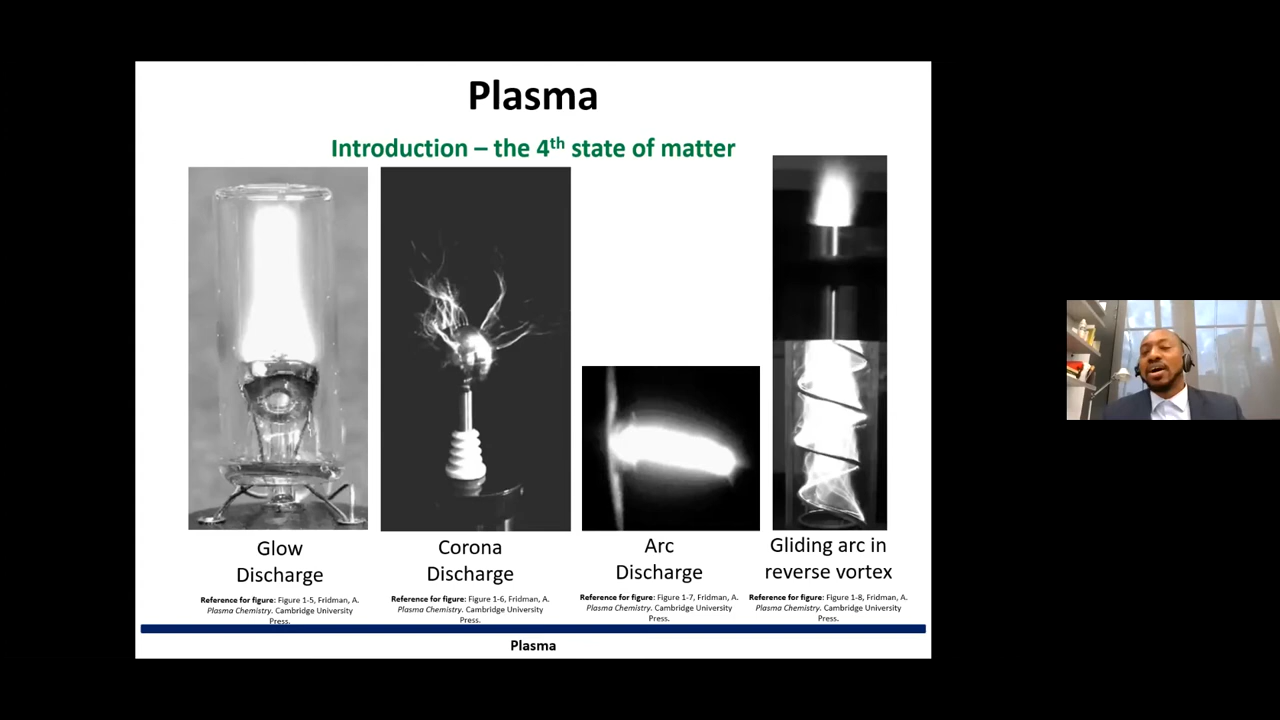 Plasma
Introduction – the 4th state of matter
Glow
Discharge
Reference for figure: Figure 1-5, Fridman, A.
Plasma Chemistry. Cambridge University
Press.
Corona
Discharge
Reference for figure: Figure 1-6, Fridman, A.
Plasma Chemistry. Cambridge University
Press.
Arc
Discharge
Reference for figure: Figure 1-7, Fridman, A.
Plasma Chemistry. Cambridge University
Press.
Gliding arc in
reverse vortex
Reference for figure: Figure 1-8, Fridman, A.
Plasma Chemistry. Cambridge University
Press.
Plasma